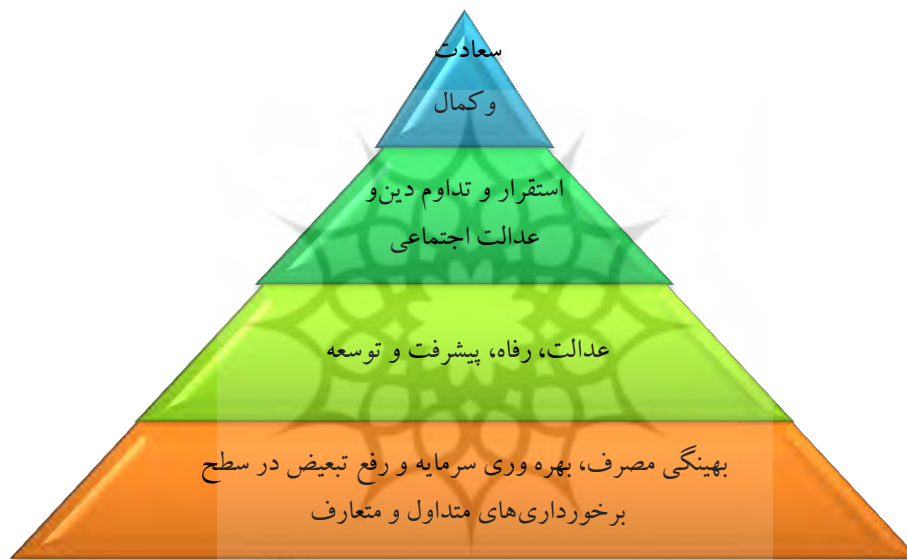 سعادت
و کمال
استقرار و تداوم دین‌و
عدالت اجتماعی
عدالت، رفاه، پیشرفت و توسعه
بهینگی مصرف، بهره وری سرمایه و رفع تبعیض در سطح
برخورداری‌های متداول و متعارف